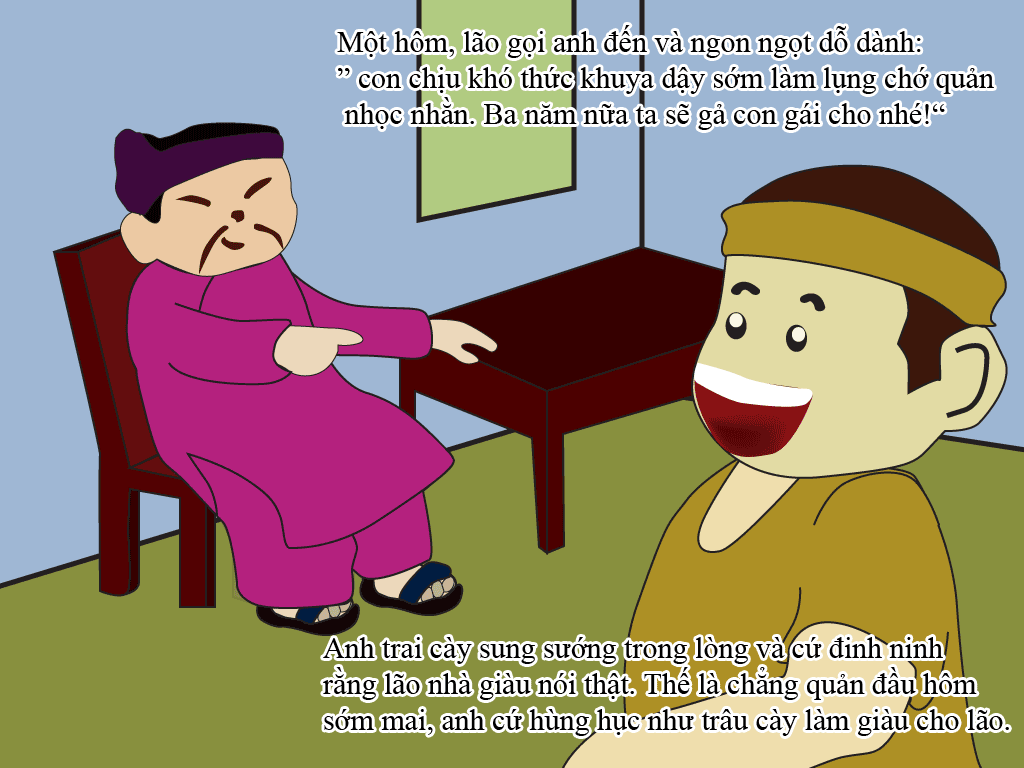 Một hôm, lão gọi anh đến và ngon ngọt dỗ dành:
” con chịu khó thức khuya dậy sớm làm lụng chớ quản
nhọc nhằn. Ba năm nữa ta sẽ gả con gái cho nhé!“
Anh trai cày sung sướng trong lòng và cứ đinh ninh
rằng lão nhà giàu nói thật. Thế là chẳng quản đầu hôm
sớm mai, anh cứ hùng hục như trâu cày làm giàu cho lão.